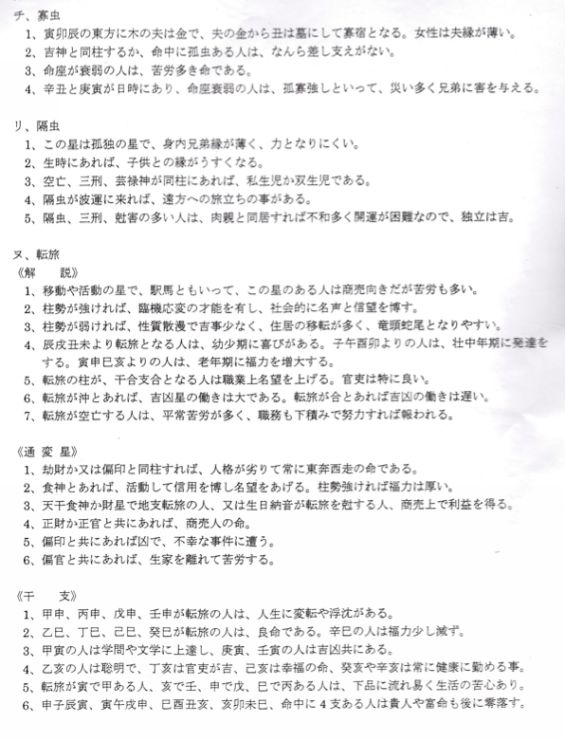 チ、寡虫
1、寅卯辰の東方に木の夫は金で、夫の金から丑は墓にして寡宿となる。女性は夫縁が薄い。
2、吉神と同柱するか、命中に孤虫ある人は、なんら差し支えがない。
3、命座が衰弱の人は、苦労多き命である。
4、辛丑と庚寅が日時にあり、命座衰弱の人は、孤寡強しといって、災い多く兄弟に害を与える。
リ、隔虫
1、この星は孤独の星で、身内兄弟縁が薄く、力となりにくい。
2、生時にあれば、子供との縁がうすくなる。
3、空亡、三刑、芸禄神が同柱にあれば、私生児か双生児である。
4、隔虫が波運に来れば、遠方への旅立ちの事がある。
5、隔虫、三刑、尅害の多い人は、肉親と同居すれば不和多く開運が困難なので、独立は吉。
ヌ、転旅
《解　説》
1、移動や活動の星で、駅馬ともいって、この星のある人は商売向きだが苦労も多い。
2、柱勢が強ければ、臨機応変の才能を有し、社会的に名声と信望を博す。
3、柱勢が弱ければ、性質散漫で吉事少なく、住居の移転が多く、竜頭蛇尾となりやすい。
4、辰戌丑未より転旅となる人は、幼少期に喜びがある。子午酉卯よりの人は、壮中年期に発達を
する。寅申巳亥よりの人は、老年期に福力を増大する。
5、転旅の柱が、干合支合となる人は職業上名望を上げる。官吏は特に良い。
6、転旅が沖とあれば、吉凶星の働きは大である。転旅が合とあれば吉凶の働きは遅い。
7、転旅が空亡する人は、平常苦労が多く、職務も下積みで努力すれば報われる。
《通 変 星》
1、劫財か又は偏印と同柱すれば、人格が劣りて常に東奔西走の命である。
2、食神とあれば、活動して信用を博し名望をあげる。柱勢強ければ福力は厚い。
3、天干食神か財星で地支転旅の人、又は生日納音が転旅を尅する人、商売上で利益を得る。
4、正財か正官と共にあれば、商売人の命。
5、偏印と共にあれば凶で、不幸な事件に遭う。
6、偏官と共にあれば、生家を離れて苦労する。
《干　支》
1、甲申、丙申、戊申、壬申が転旅の人は、人生に変転や浮沈がある。
2、乙巳、丁巳、己巳、癸巳が転旅の人は、良命である。辛巳の人は福力少し減ず。
3、甲寅の人は学問や文学に上達し、庚寅、壬寅の人は吉凶共にある。
4、乙亥の人は聡明で、丁亥は官吏が吉、己亥は幸福の命、癸亥や辛亥は常に健康に勤める事。
5、転旅が寅で甲ある人、亥で壬、申で戊、巳で丙ある人は、下品に流れ易く生活の苦心あり。
6、申子辰寅、寅午戌申、巳酉丑亥、亥卯未巳、命中に4支ある人は貴人や富命も後に零落す。